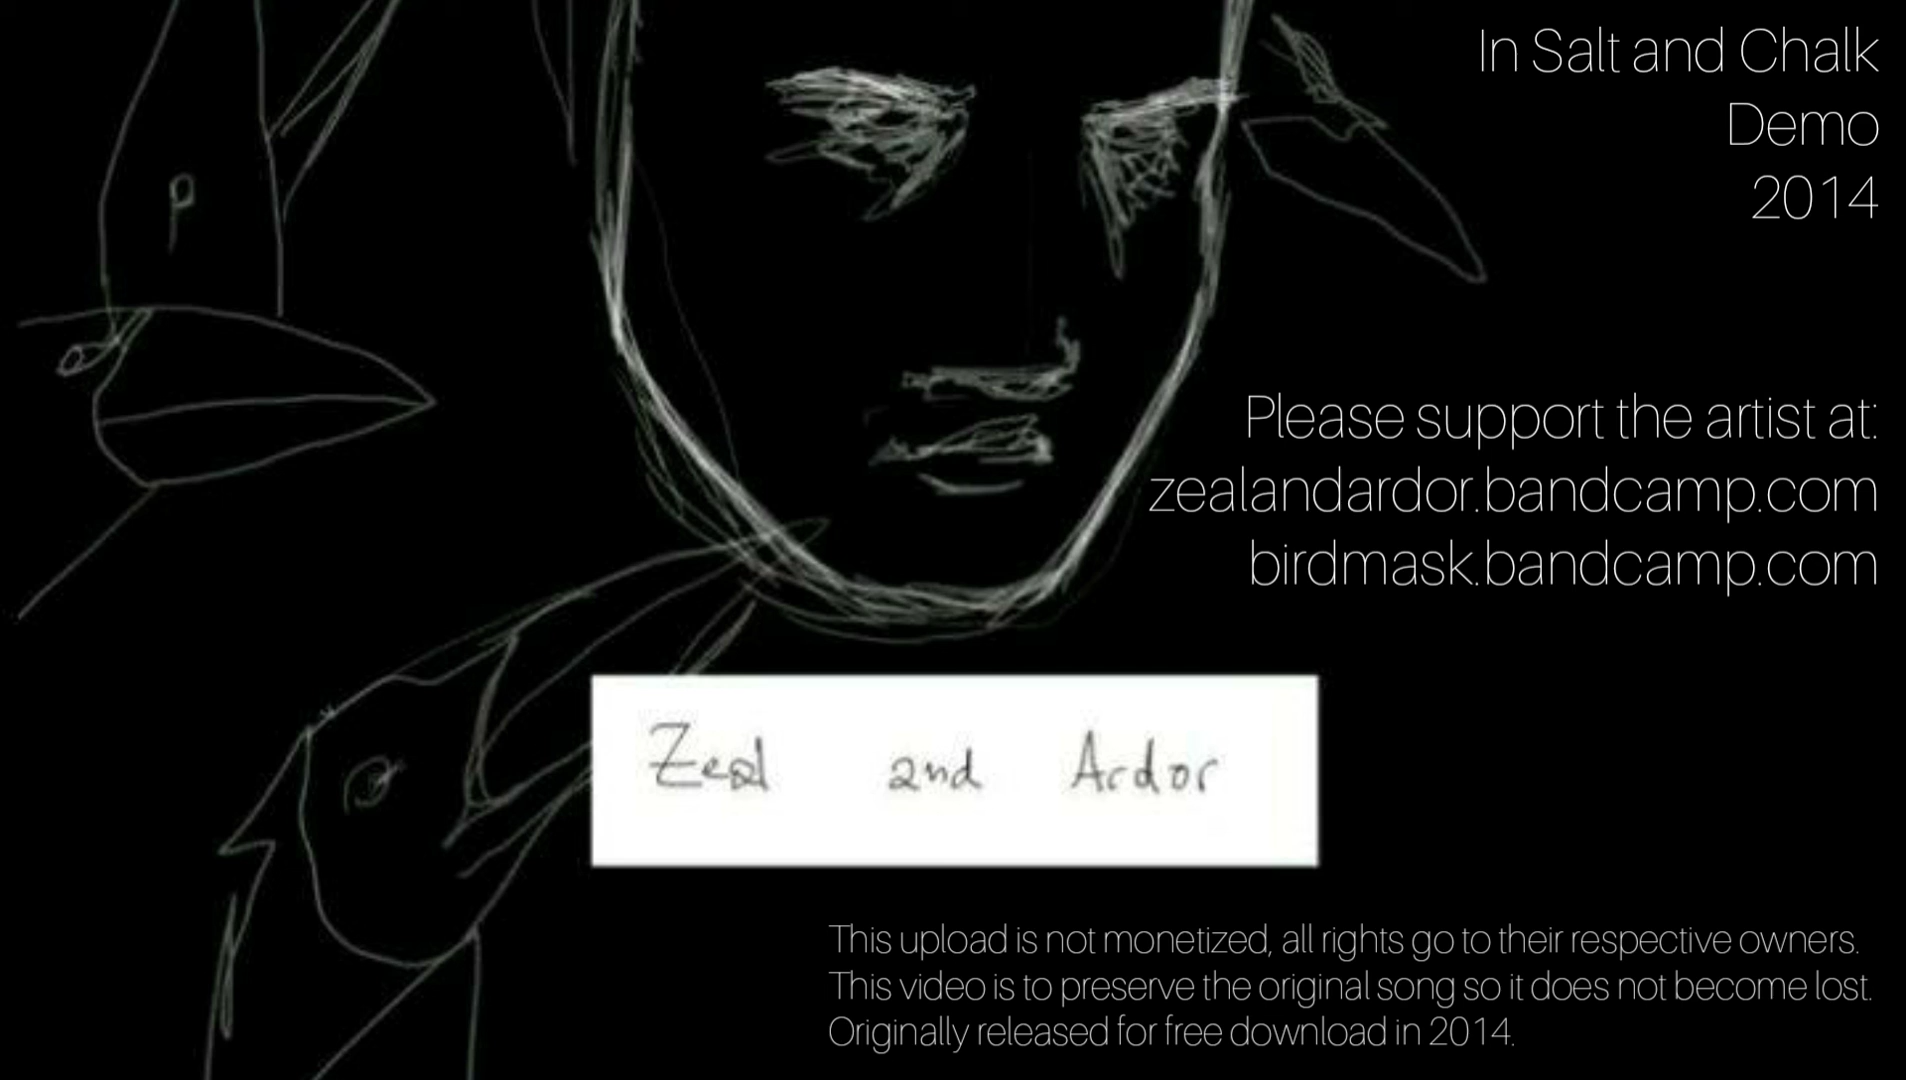 In Salt and Chalk
Demo
2014
Please support the artist at:
zealandardor.bandcamp.com
birdmask.bandcamp.com
Zeal and Ardor
This upload is not monetized, all rights go to their respective owners.
This video is to preserve the original song so it does not become lost.
Originally released for free download in 2014.